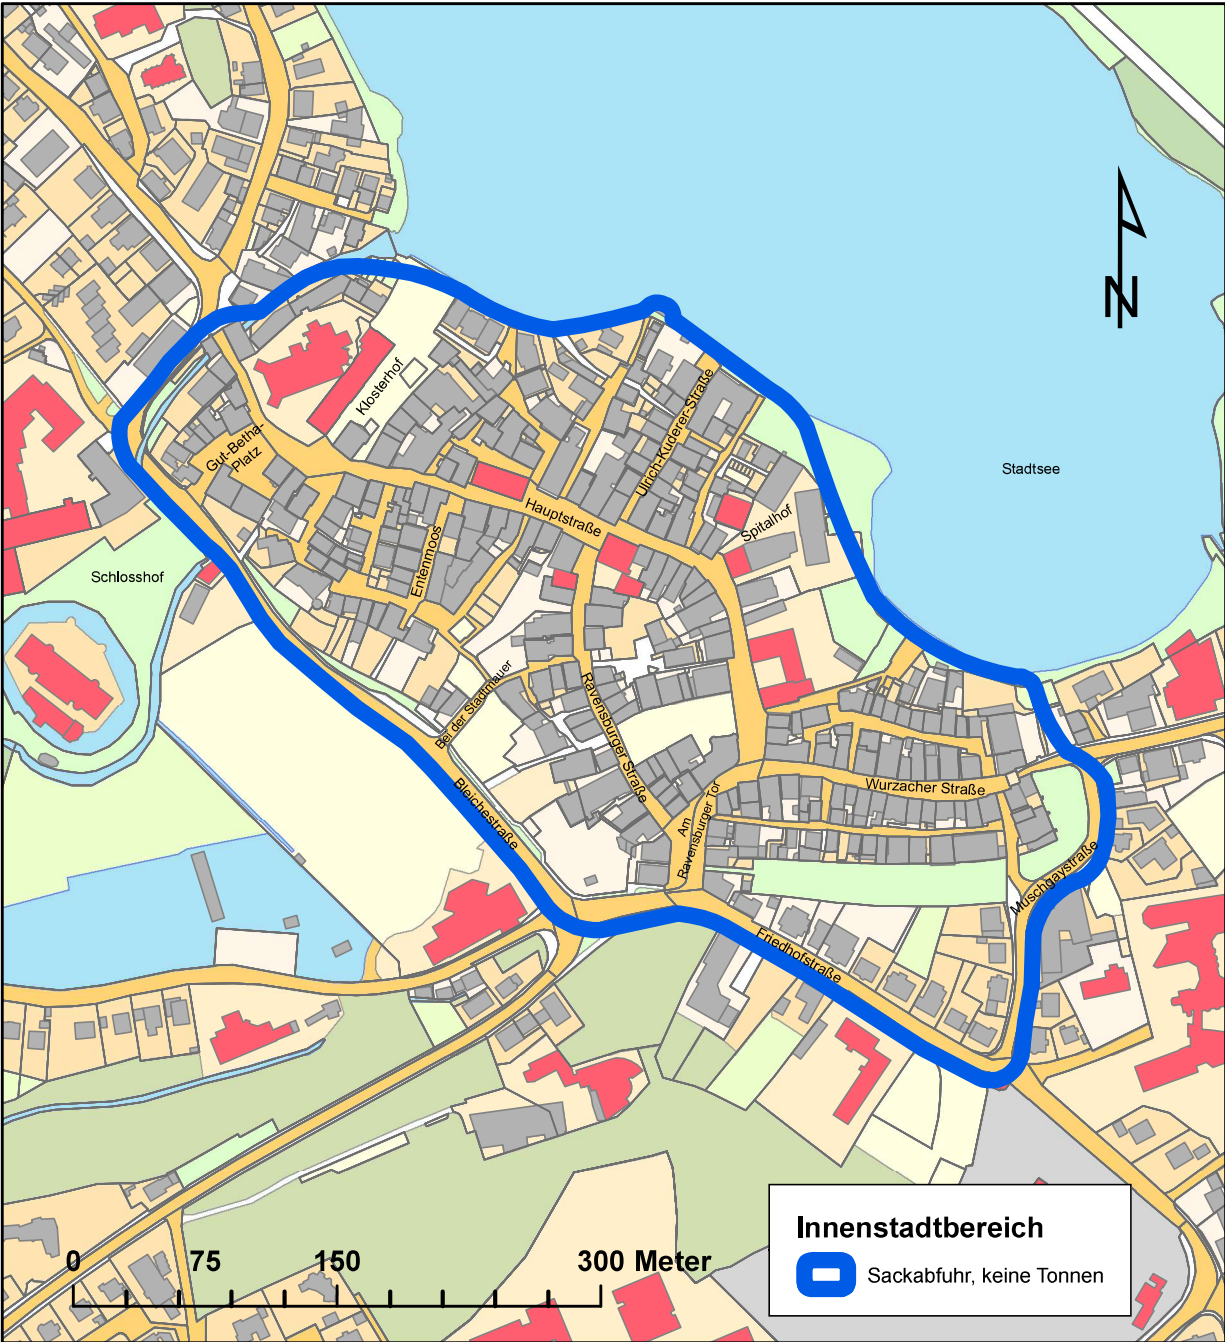 N
Klosterhof
Gut-Betha-
Platz
Ulrich-Kuderer-Straße
Stadtsee
Hauptstraße
Spitalhof
Entenmoos
Schlosshof
Bei der Stadtmauer
Ravensburger Straße
Bleichestraße
Wurzacher Straße
Am
Ravensburger Tor
Muschgaystraße
Friedhofstraße
Innenstadtbereich
Sackabfuhr, keine Tonnen
0 75 150 300 Meter